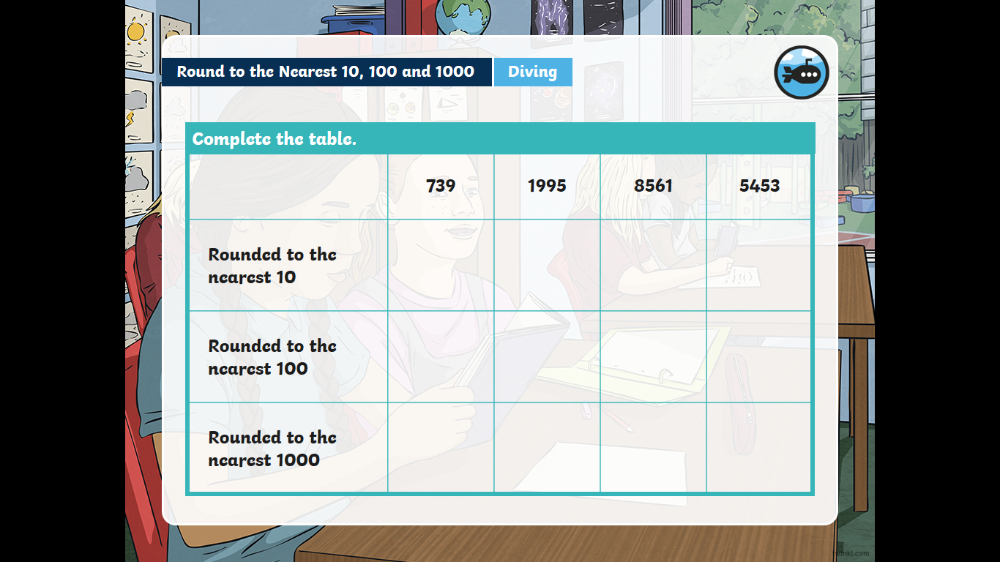 Round to the Nearest 10, 100 and 1000
Diving
Complete the table.
739 1995 8561 5453
Rounded to the
nearest 10
Rounded to the
nearest 100
Rounded to the
nearest 1000